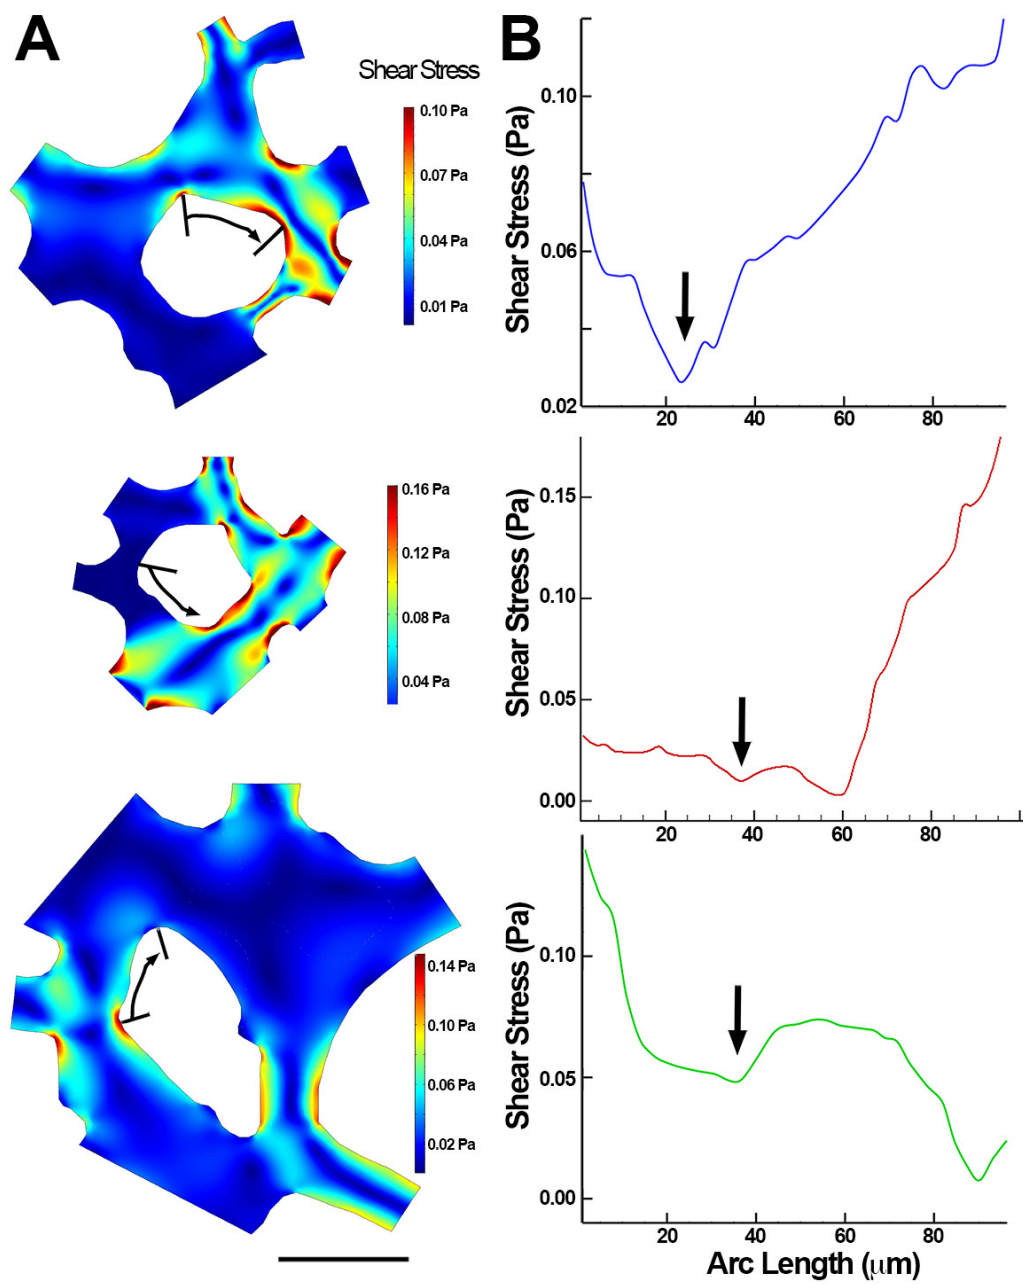 A
B
Shear Stress
0.10 Pa
0.07 Pa
0.04 Pa
0.01 Pa
Shear Stress (Pa)
0.10
0.06
0.02
20 40 60 80
0.16 Pa
0.12 Pa
0.08 Pa
0.04 Pa
Shear Stress (Pa)
0.15
0.10
0.05
0.00
20 40 60 80
0.14 Pa
0.10 Pa
0.06 Pa
0.02 Pa
Shear Stress (Pa)
0.10
0.05
0.00
20 40 60 80
Arc Length (μm)